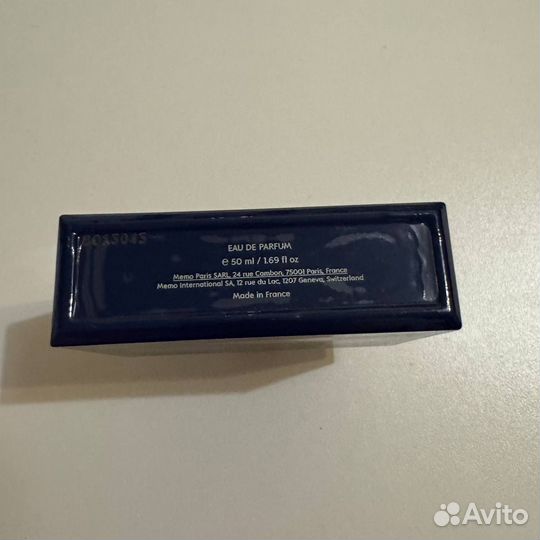 EAU DE PARFUM
℮ 50 ml / 1.69 fl oz
Memo Paris SARL, 24 rue Cambon, 75001 Paris, France
Memo International SA, 12 rue du Lac, 1207 Geneva, Switzerland
Made in France
Avito